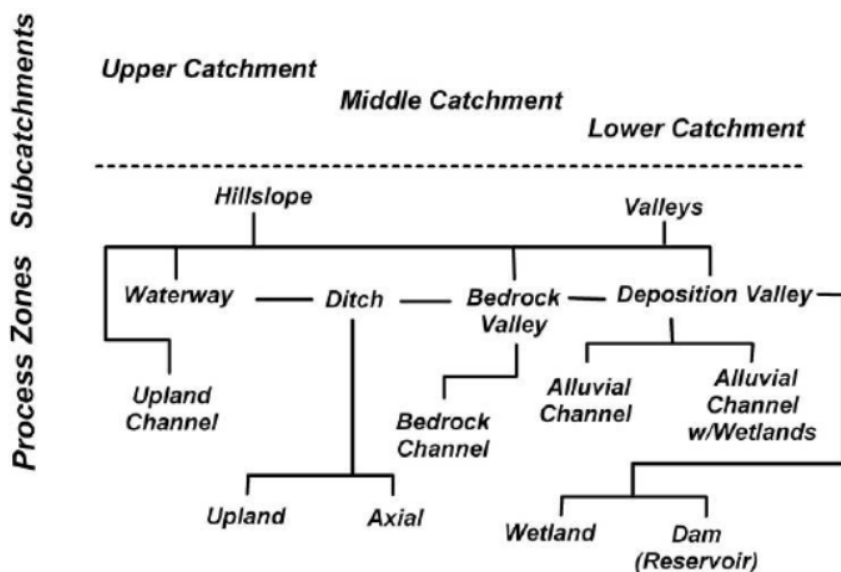 Subcatchments
Process Zones
Upper Catchment
Middle Catchment
Lower Catchment
Hillslope
Valleys
Waterway
Ditch
Bedrock
Valley
Deposition Valley
Upland
Channel
Bedrock
Channel
Alluvial
Channel
Alluvial
Channel
w/Wetlands
Upland
Axial
Wetland
Dam
(Reservoir)